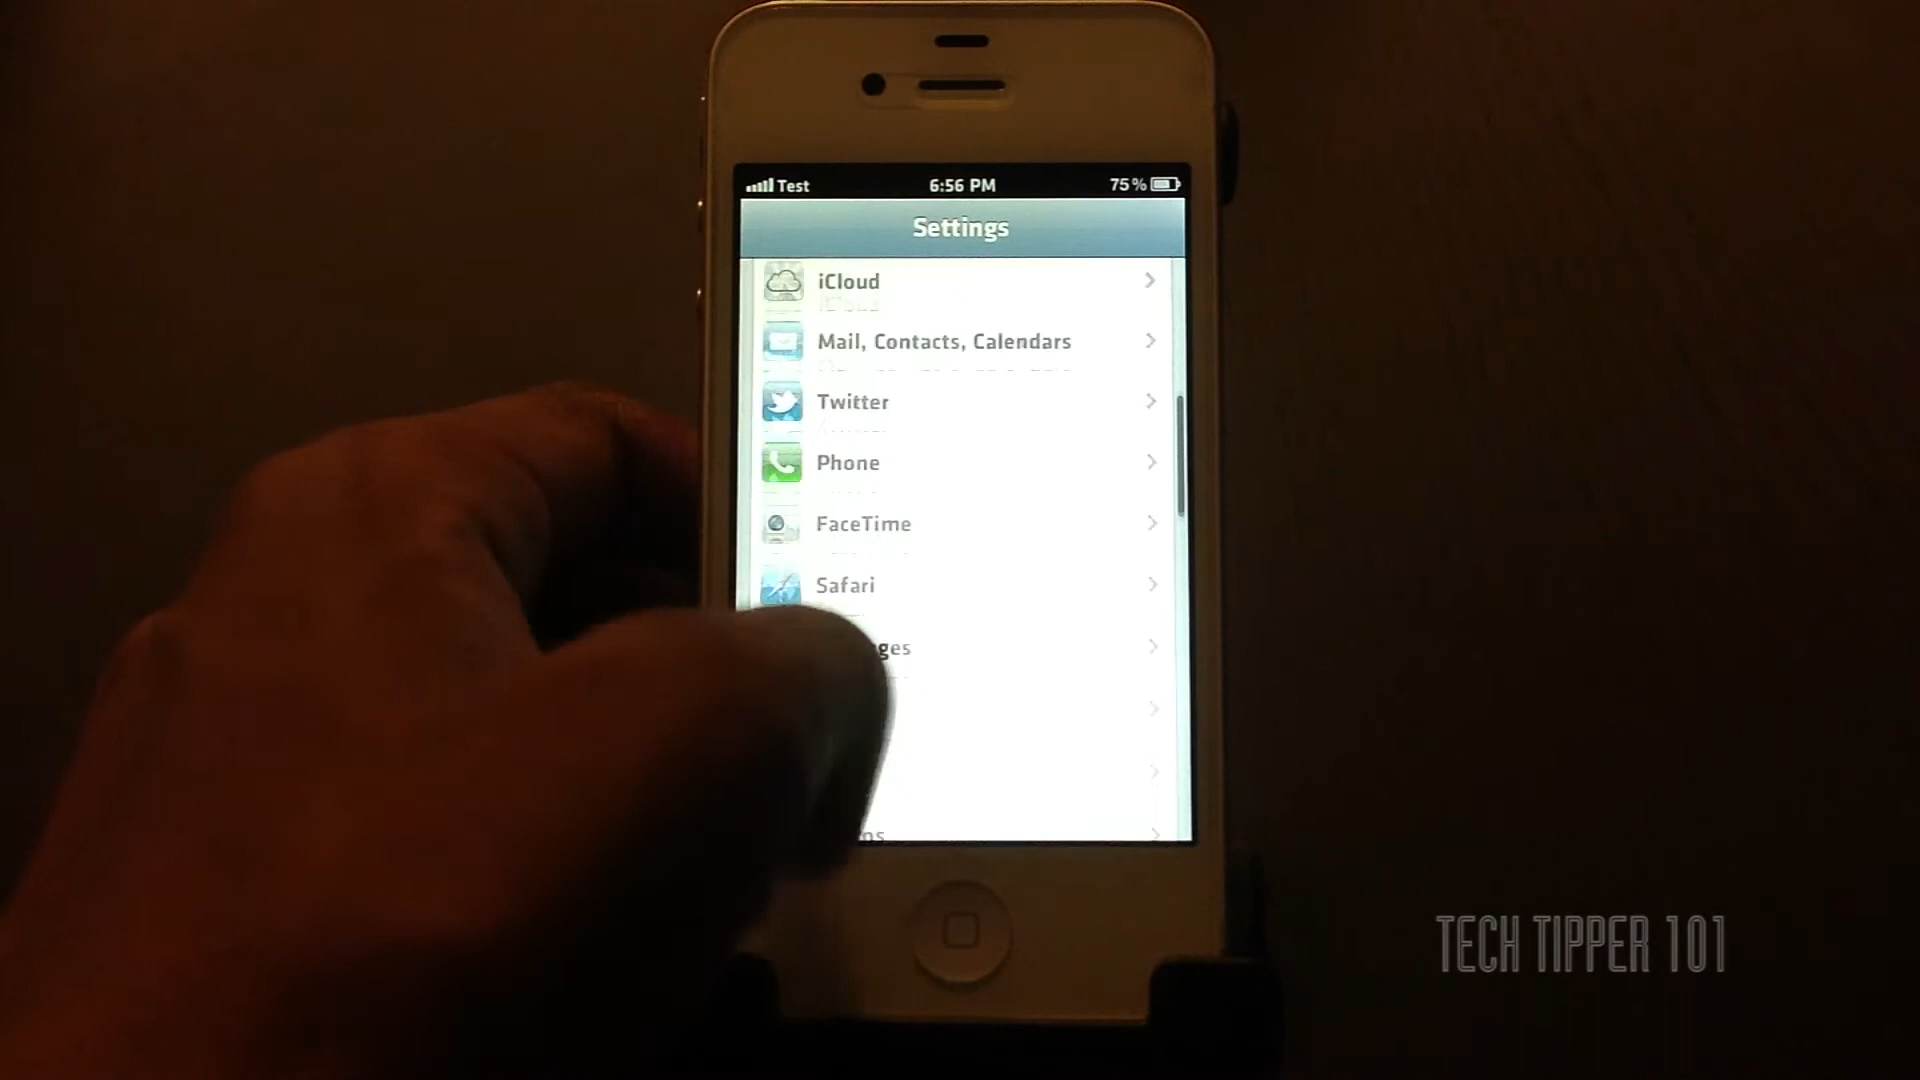 Test 6:56 PM 75%
Settings
iCloud
Mail, Contacts, Calendars
Twitter
Phone
FaceTime
Safari
TECH TIPPER 101